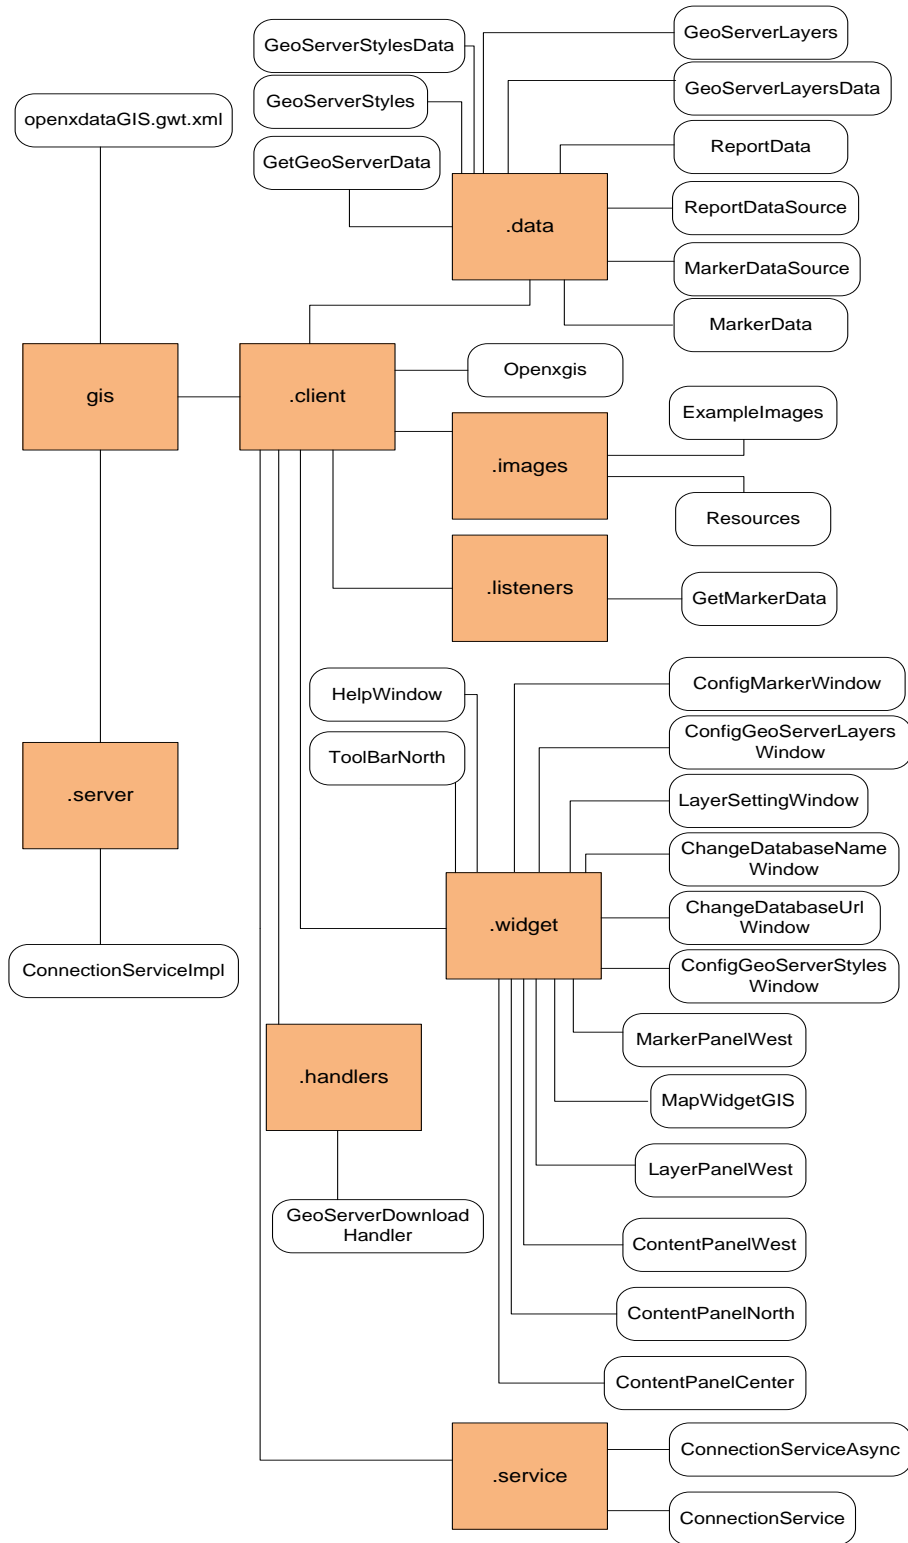 GeoServerStylesData
GeoServerLayers
GeoServerStyles
GeoServerLayersData
openxdataGIS.gwt.xml
GetGeoServerData
ReportData
.data
ReportDataSource
MarkerDataSource
MarkerData
gis
.client
Openxgis
ExampleImages
.images
Resources
.listeners
GetMarkerData
HelpWindow
ConfigMarkerWindow
ToolBarNorth
ConfigGeoServerLayers
Window
.server
LayerSettingWindow
ChangeDatabaseName
Window
.widget
ChangeDatabaseUrl
Window
ConnectionServiceImpl
ConfigGeoServerStyles
Window
MarkerPanelWest
.handlers
MapWidgetGIS
LayerPanelWest
GeoServerDownload
Handler
ContentPanelWest
ContentPanelNorth
ContentPanelCenter
ConnectionServiceAsync
.service
ConnectionService